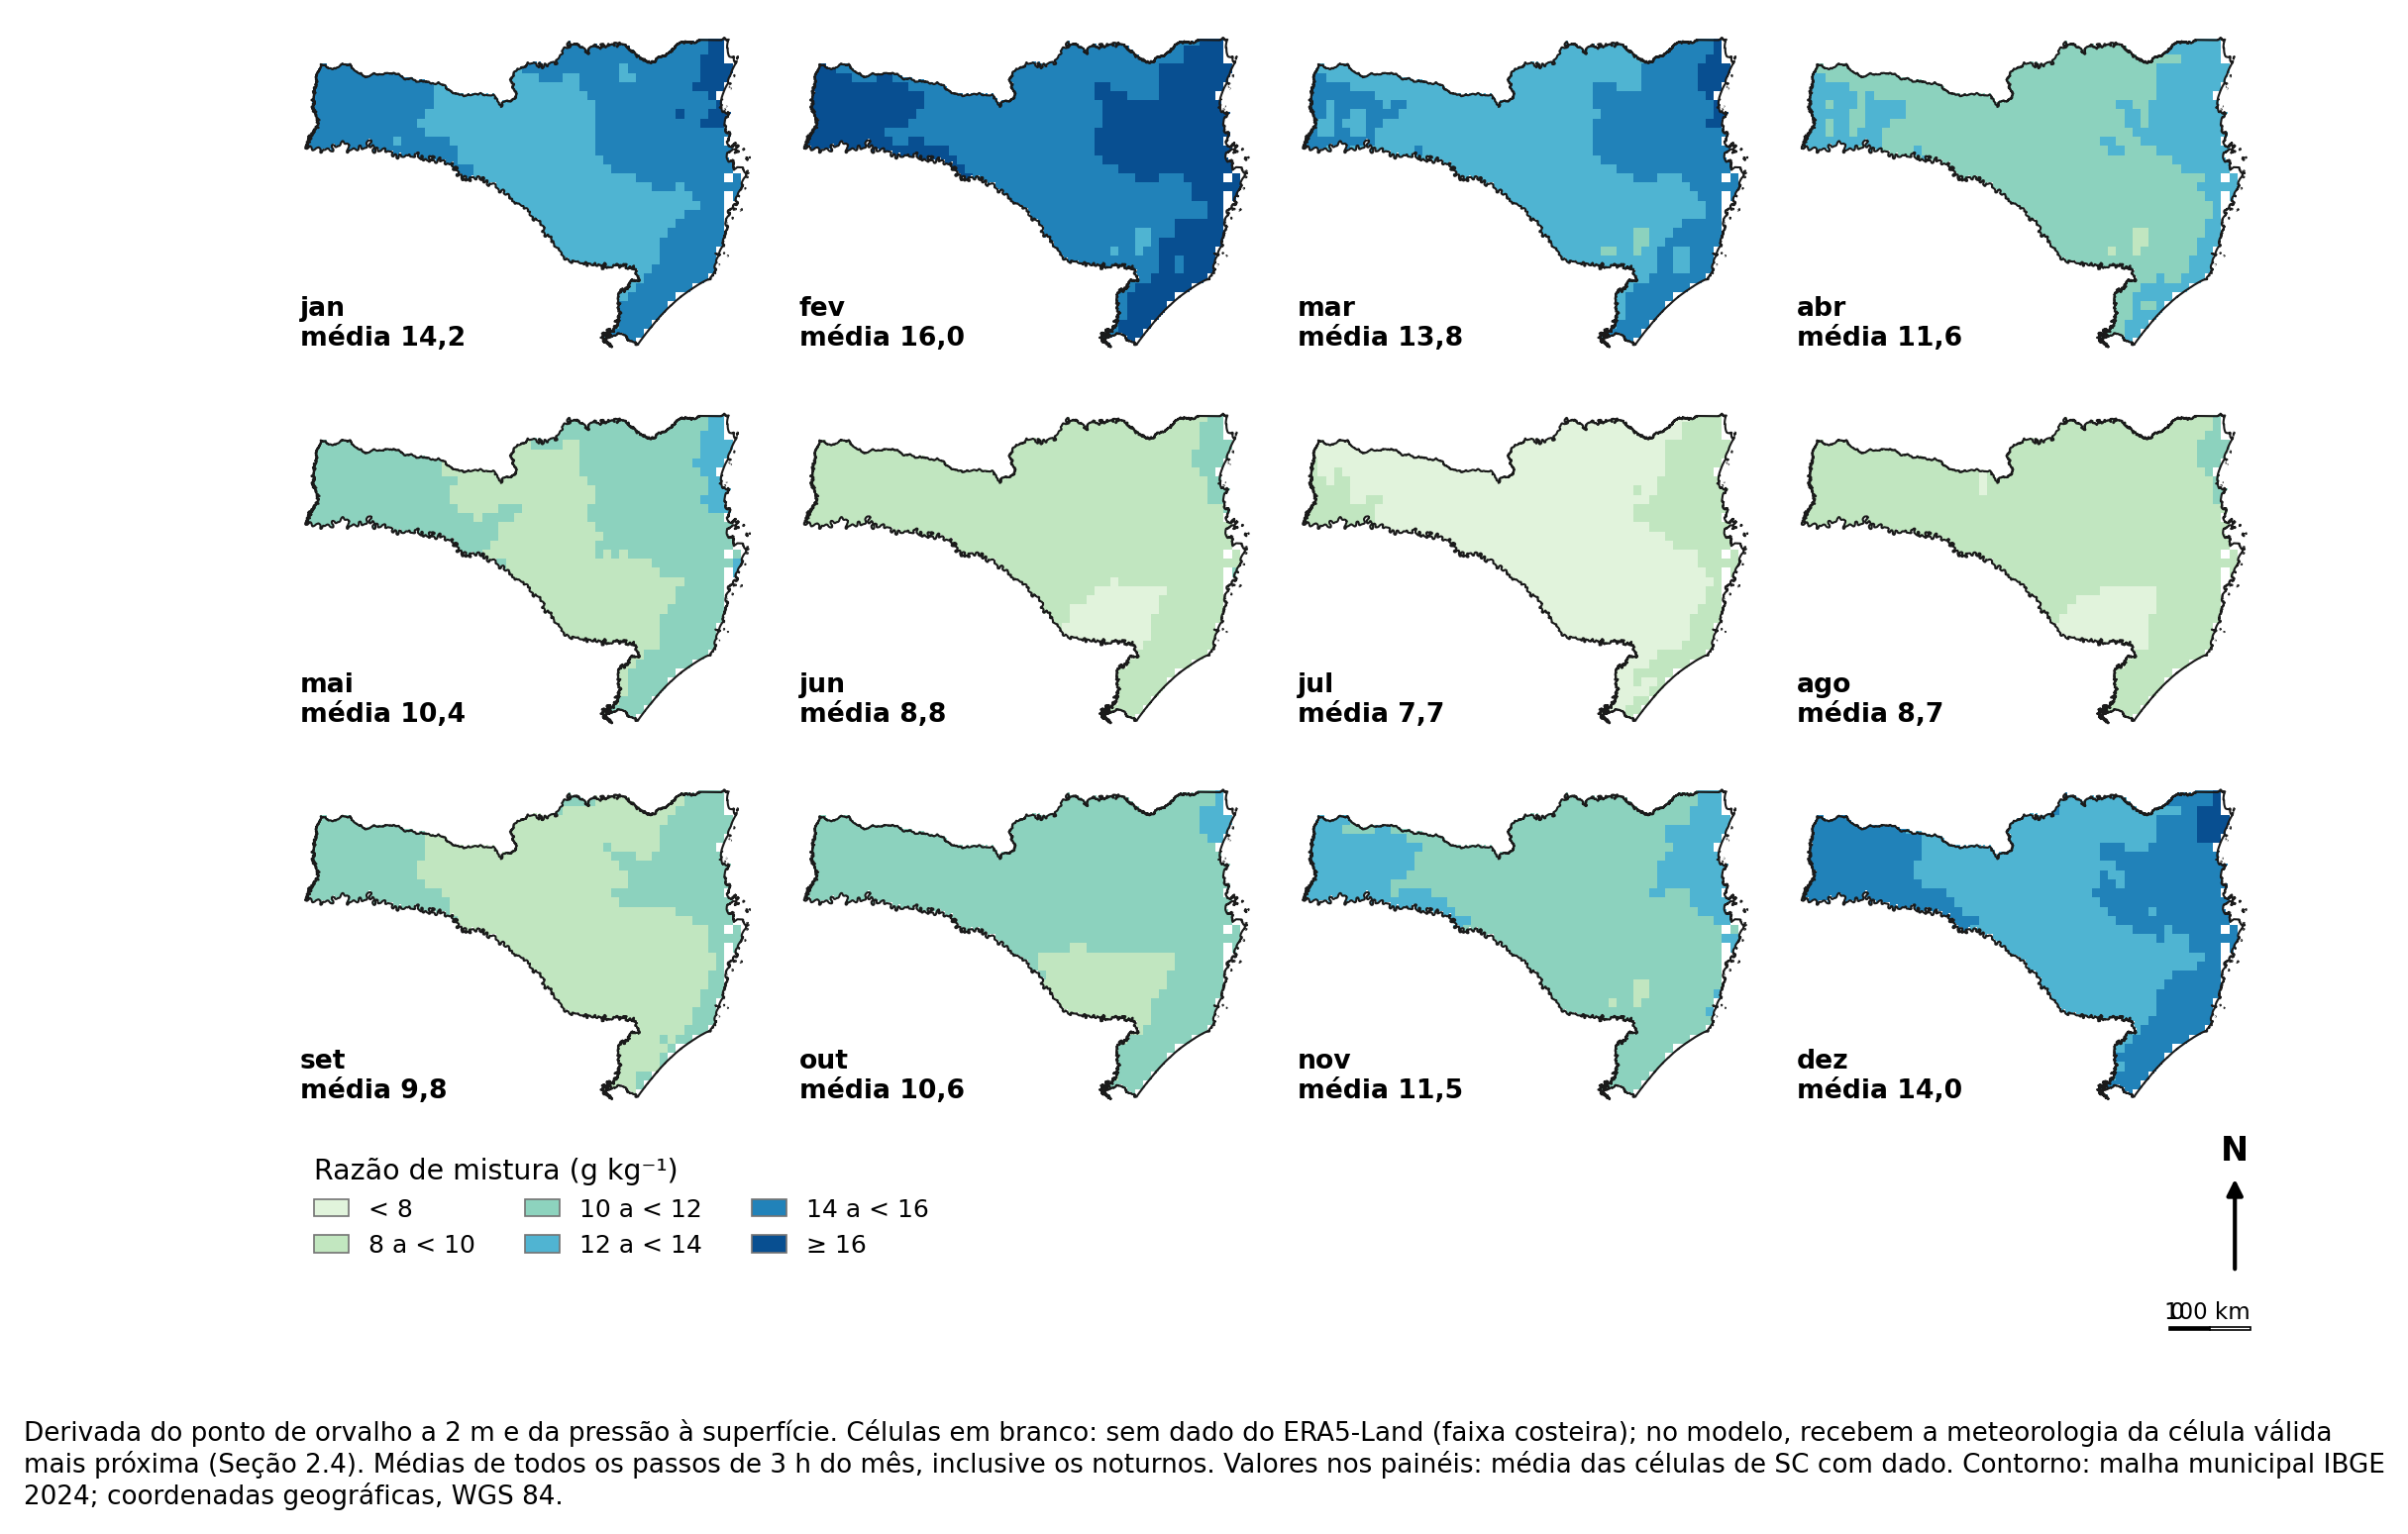 jan
média 14,2
fev
média 16,0
mar
média 13,8
abr
média 11,6
mai
média 10,4
jun
média 8,8
jul
média 7,7
ago
média 8,7
set
média 9,8
out
média 10,6
nov
média 11,5
dez
média 14,0
Razão de mistura (g kg⁻¹)
< 8
8 a < 10
10 a < 12
12 a < 14
14 a < 16
≥ 16
N
0
100 km
Derivada do ponto de orvalho a 2 m e da pressão à superfície. Células em branco: sem dado do ERA5-Land (faixa costeira); no modelo, recebem a meteorologia da célula válida
mais próxima (Seção 2.4). Médias de todos os passos de 3 h do mês, inclusive os noturnos. Valores nos painéis: média das células de SC com dado. Contorno: malha municipal IBGE
2024; coordenadas geográficas, WGS 84.